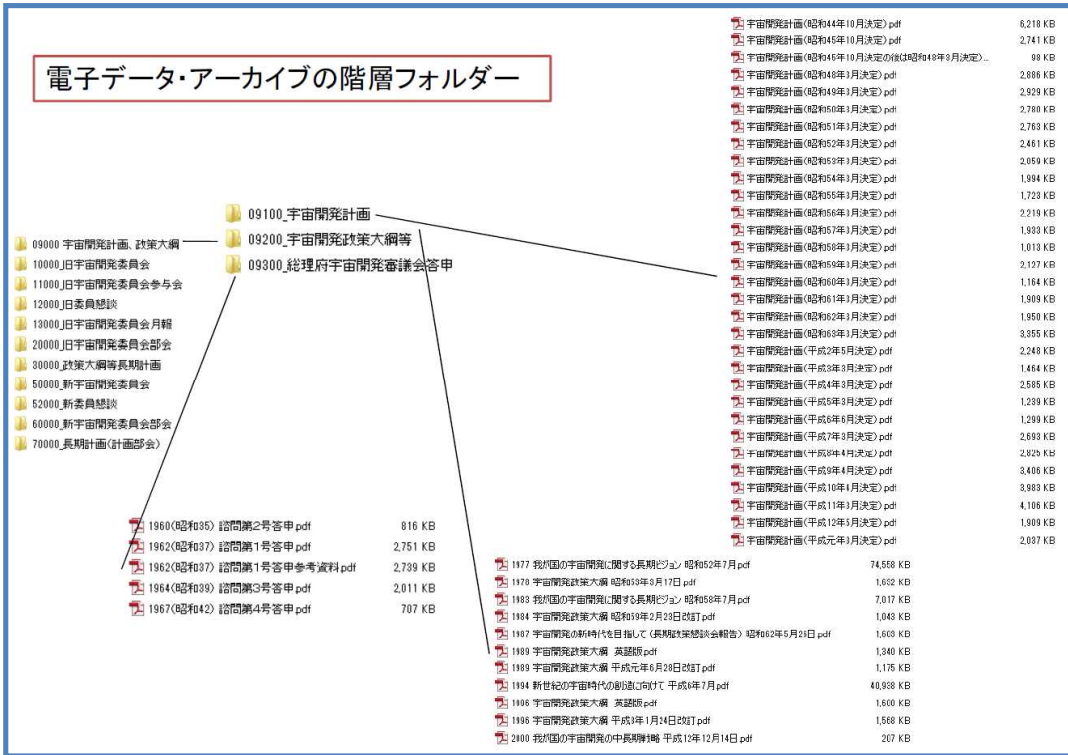 電子データ・アーカイブの階層フォルダー
09000 宇宙開発計画、政策大綱
10000_旧宇宙開発委員会
11000_旧宇宙開発委員会参与会
12000_旧委員懇談
13000_旧宇宙開発委員会月報
20000_旧宇宙開発委員会部会
30000_政策大綱等長期計画
50000_新宇宙開発委員会
52000_新委員懇談
60000_新宇宙開発委員会部会
70000_長期計画(計画部会)
09100_宇宙開発計画
09200_宇宙開発政策大綱等
09300_総理府宇宙開発審議会答申
1960(昭和35) 諮問第2号答申.pdf 816 KB
1962(昭和37) 諮問第1号答申.pdf 2,751 KB
1962(昭和37) 諮問第1号答申参考資料.pdf 2,739 KB
1964(昭和39) 諮問第3号答申.pdf 2,011 KB
1967(昭和42) 諮問第4号答申.pdf 707 KB
宇宙開発計画(昭和44年10月決定).pdf 6,218 KB
宇宙開発計画(昭和45年10月決定).pdf 2,741 KB
宇宙開発計画(昭和46年10月決定の後は昭和48年3月決定)... 98 KB
宇宙開発計画(昭和48年3月決定).pdf 2,886 KB
宇宙開発計画(昭和49年3月決定).pdf 2,929 KB
宇宙開発計画(昭和50年3月決定).pdf 2,780 KB
宇宙開発計画(昭和51年3月決定).pdf 2,763 KB
宇宙開発計画(昭和52年3月決定).pdf 2,461 KB
宇宙開発計画(昭和53年3月決定).pdf 2,059 KB
宇宙開発計画(昭和54年3月決定).pdf 1,994 KB
宇宙開発計画(昭和55年3月決定).pdf 1,723 KB
宇宙開発計画(昭和56年3月決定).pdf 2,219 KB
宇宙開発計画(昭和57年3月決定).pdf 1,933 KB
宇宙開発計画(昭和58年3月決定).pdf 1,013 KB
宇宙開発計画(昭和59年3月決定).pdf 2,127 KB
宇宙開発計画(昭和60年3月決定).pdf 1,164 KB
宇宙開発計画(昭和61年3月決定).pdf 1,909 KB
宇宙開発計画(昭和62年3月決定).pdf 1,950 KB
宇宙開発計画(昭和63年3月決定).pdf 3,355 KB
宇宙開発計画(平成2年5月決定).pdf 2,248 KB
宇宙開発計画(平成3年3月決定).pdf 1,464 KB
宇宙開発計画(平成4年3月決定).pdf 2,585 KB
宇宙開発計画(平成5年3月決定).pdf 1,239 KB
宇宙開発計画(平成6年6月決定).pdf 1,299 KB
宇宙開発計画(平成7年3月決定).pdf 2,693 KB
宇宙開発計画(平成8年4月決定).pdf 2,825 KB
宇宙開発計画(平成9年4月決定).pdf 3,406 KB
宇宙開発計画(平成10年4月決定).pdf 3,983 KB
宇宙開発計画(平成11年3月決定).pdf 4,106 KB
宇宙開発計画(平成12年5月決定).pdf 1,909 KB
宇宙開発計画(平成元年3月決定).pdf 2,037 KB
1977 我が国の宇宙開発に関する長期ビジョン 昭和52年7月.pdf 74,558 KB
1978 宇宙開発政策大綱 昭和53年3月17日.pdf 1,632 KB
1983 我が国の宇宙開発に関する長期ビジョン 昭和58年7月.pdf 7,017 KB
1984 宇宙開発政策大綱 昭和59年2月23日改訂.pdf 1,043 KB
1987 宇宙開発の新時代を目指して(長期政策懇談会報告) 昭和62年5月26日.pdf 1,603 KB
1989 宇宙開発政策大綱 英語版.pdf 1,340 KB
1989 宇宙開発政策大綱 平成元年6月28日改訂.pdf 1,175 KB
1994 新世紀の宇宙時代の創造に向けて 平成6年7月.pdf 40,938 KB
1996 宇宙開発政策大綱 英語版.pdf 1,600 KB
1996 宇宙開発政策大綱 平成8年1月24日改訂.pdf 1,568 KB
2000 我が国の宇宙開発の中長期戦略 平成12年12月14日.pdf 207 KB